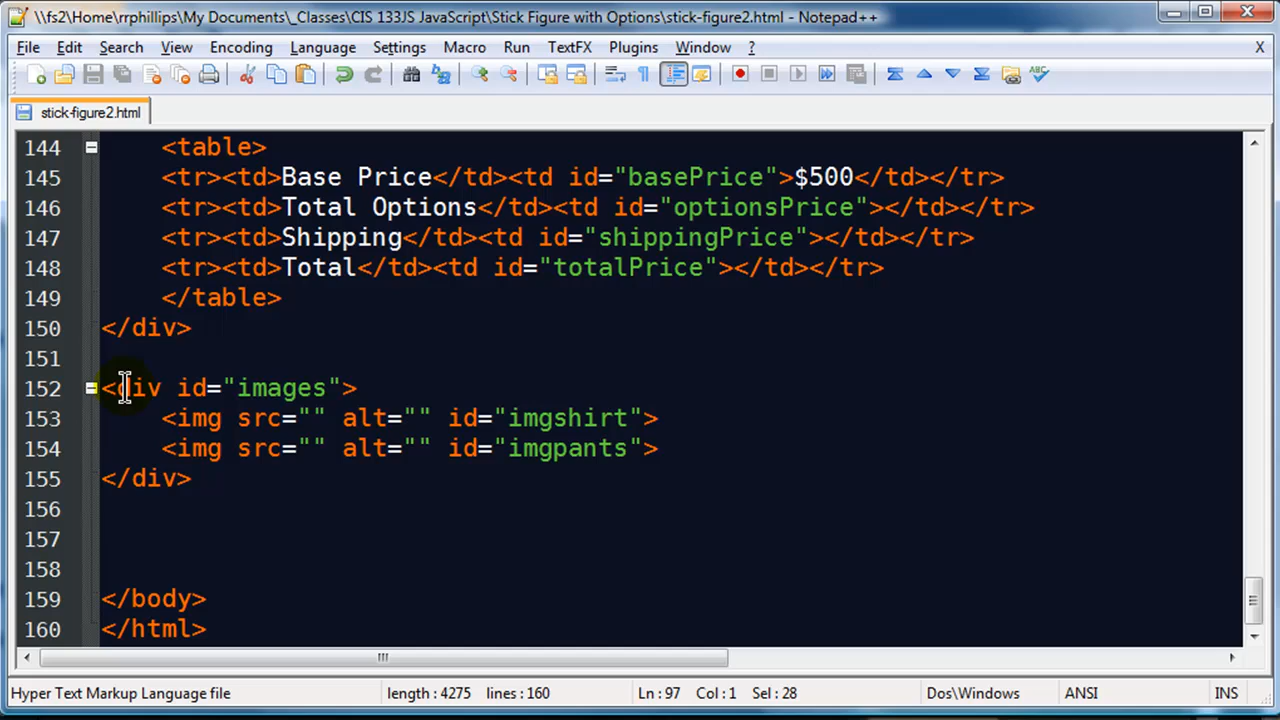 \\fs2\Home\rrphillips\My Documents\_Classes\CIS 133JS JavaScript\Stick Figure with Options\stick-figure2.html - Notepad++
File Edit Search View Encoding Language Settings Macro Run TextFX Plugins Window ? X
stick-figure2.html
144 <table>
145 <tr><td>Base Price</td><td id="basePrice">$500</td></tr>
146 <tr><td>Total Options</td><td id="optionsPrice"></td></tr>
147 <tr><td>Shipping</td><td id="shippingPrice"></td></tr>
148 <tr><td>Total</td><td id="totalPrice"></td></tr>
149 </table>
150 </div>
151
152 <div id="images">
153 <img src="" alt="" id="imgshirt">
154 <img src="" alt="" id="imgpants">
155 </div>
156
157
158
159 </body>
160 </html>
Hyper Text Markup Language file length : 4275 lines : 160 Ln : 97 Col : 1 Sel : 28 Dos\Windows ANSI INS